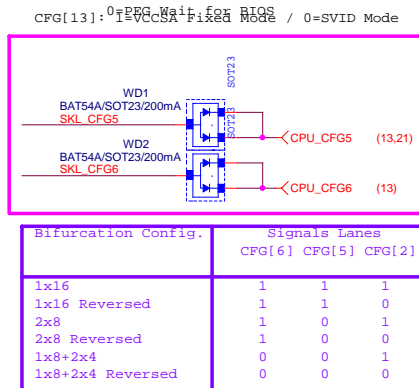 0=PEG Wait for BIOS
CFG[13]: 1=VCCSA Fixed Mode / 0=SVID Mode
SOT23
WD1
BAT54A/SOT23/200mA
SKL_CFG5
CPU_CFG5 (13,21)
SOT23
WD2
BAT54A/SOT23/200mA
SKL_CFG6
CPU_CFG6 (13)
Bifurcation Config. Signals Lanes
CFG[6] CFG[5] CFG[2]
1x16 1 1 1
1x16 Reversed 1 1 0
2x8 1 0 1
2x8 Reversed 1 0 0
1x8+2x4 0 0 1
1x8+2x4 Reversed 0 0 0